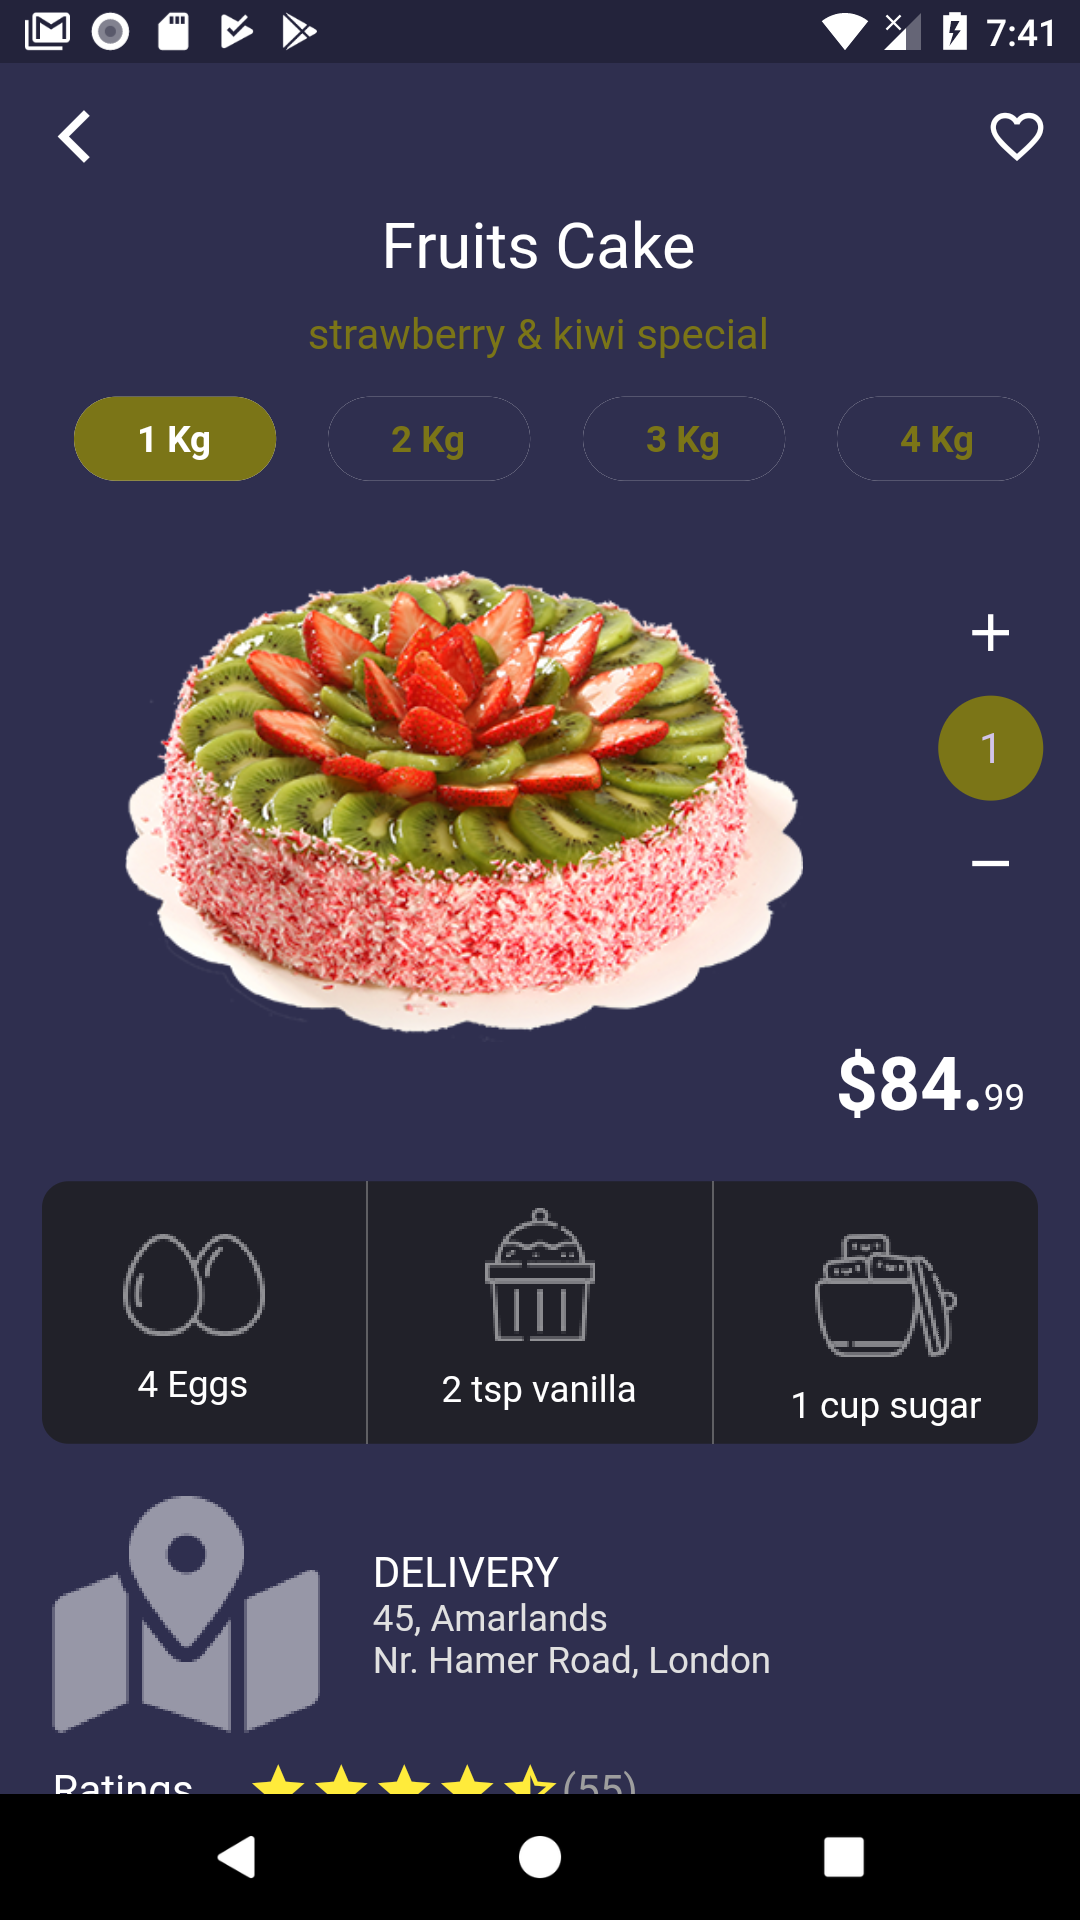 7:41
Fruits Cake
strawberry & kiwi special
1 Kg
2 Kg
3 Kg
4 Kg
1
$84.99
4 Eggs
2 tsp vanilla
1 cup sugar
DELIVERY
45, Amarlands
Nr. Hamer Road, London
Ratings (55)